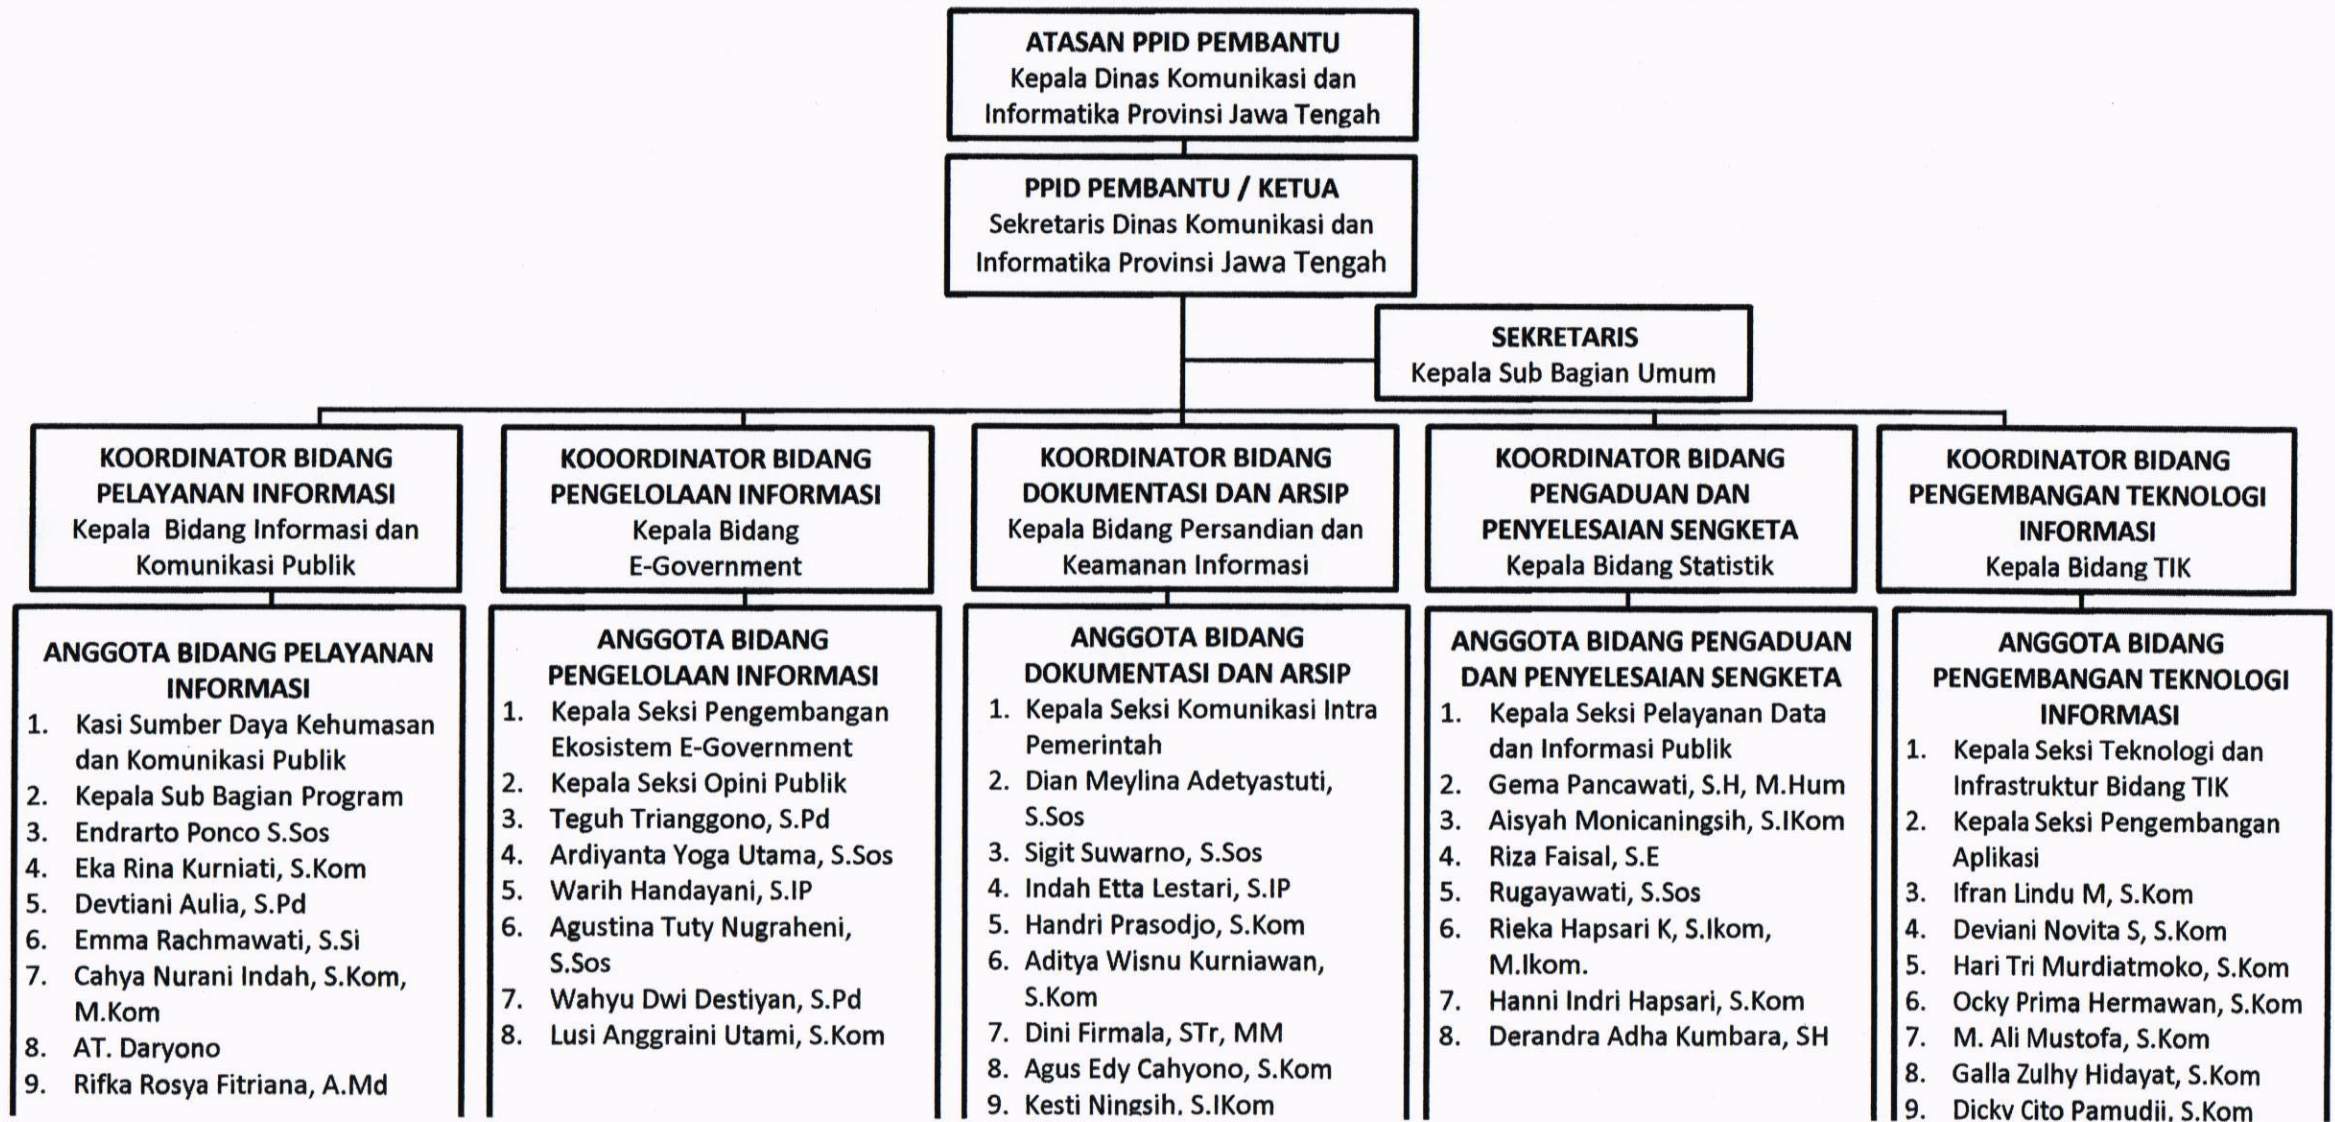 ATASAN PPID PEMBANTU
Kepala Dinas Komunikasi dan
Informatika Provinsi Jawa Tengah
PPID PEMBANTU / KETUA
Sekretaris Dinas Komunikasi dan
Informatika Provinsi Jawa Tengah
SEKRETARIS
Kepala Sub Bagian Umum
KOORDINATOR BIDANG
PELAYANAN INFORMASI
Kepala Bidang Informasi dan
Komunikasi Publik
KOOORDINATOR BIDANG
PENGELOLAAN INFORMASI
Kepala Bidang
E-Government
KOORDINATOR BIDANG
DOKUMENTASI DAN ARSIP
Kepala Bidang Persandian dan
Keamanan Informasi
KOORDINATOR BIDANG
PENGADUAN DAN
PENYELESAIAN SENGKETA
Kepala Bidang Statistik
KOORDINATOR BIDANG
PENGEMBANGAN TEKNOLOGI
INFORMASI
Kepala Bidang TIK
ANGGOTA BIDANG PELAYANAN
INFORMASI
1. Kasi Sumber Daya Kehumasan
dan Komunikasi Publik
2. Kepala Sub Bagian Program
3. Endrarto Ponco S.Sos
4. Eka Rina Kurniati, S.Kom
5. Devtiani Aulia, S.Pd
6. Emma Rachmawati, S.Si
7. Cahya Nurani Indah, S.Kom,
M.Kom
8. AT. Daryono
9. Rifka Rosya Fitriana, A.Md
ANGGOTA BIDANG
PENGELOLAAN INFORMASI
1. Kepala Seksi Pengembangan
Ekosistem E-Government
2. Kepala Seksi Opini Publik
3. Teguh Trianggono, S.Pd
4. Ardiyanta Yoga Utama, S.Sos
5. Warih Handayani, S.IP
6. Agustina Tuty Nugraheni,
S.Sos
7. Wahyu Dwi Destiyan, S.Pd
8. Lusi Anggraini Utami, S.Kom
ANGGOTA BIDANG
DOKUMENTASI DAN ARSIP
1. Kepala Seksi Komunikasi Intra
Pemerintah
2. Dian Meylina Adetyastuti,
S.Sos
3. Sigit Suwarno, S.Sos
4. Indah Etta Lestari, S.IP
5. Handri Prasodjo, S.Kom
6. Aditya Wisnu Kurniawan,
S.Kom
7. Dini Firmala, STr, MM
8. Agus Edy Cahyono, S.Kom
9. Kesti Ningsih, S.IKom
ANGGOTA BIDANG PENGADUAN
DAN PENYELESAIAN SENGKETA
1. Kepala Seksi Pelayanan Data
dan Informasi Publik
2. Gema Pancawati, S.H, M.Hum
3. Aisyah Monicaningsih, S.IKom
4. Riza Faisal, S.E
5. Rugayawati, S.Sos
6. Rieka Hapsari K, S.Ikom,
M.Ikom.
7. Hanni Indri Hapsari, S.Kom
8. Derandra Adha Kumbara, SH
ANGGOTA BIDANG
PENGEMBANGAN TEKNOLOGI
INFORMASI
1. Kepala Seksi Teknologi dan
Infrastruktur Bidang TIK
2. Kepala Seksi Pengembangan
Aplikasi
3. Ifran Lindu M, S.Kom
4. Deviani Novita S, S.Kom
5. Hari Tri Murdiatmoko, S.Kom
6. Ocky Prima Hermawan, S.Kom
7. M. Ali Mustofa, S.Kom
8. Galla Zulhy Hidayat, S.Kom
9. Dicky Cito Pamudji, S.Kom